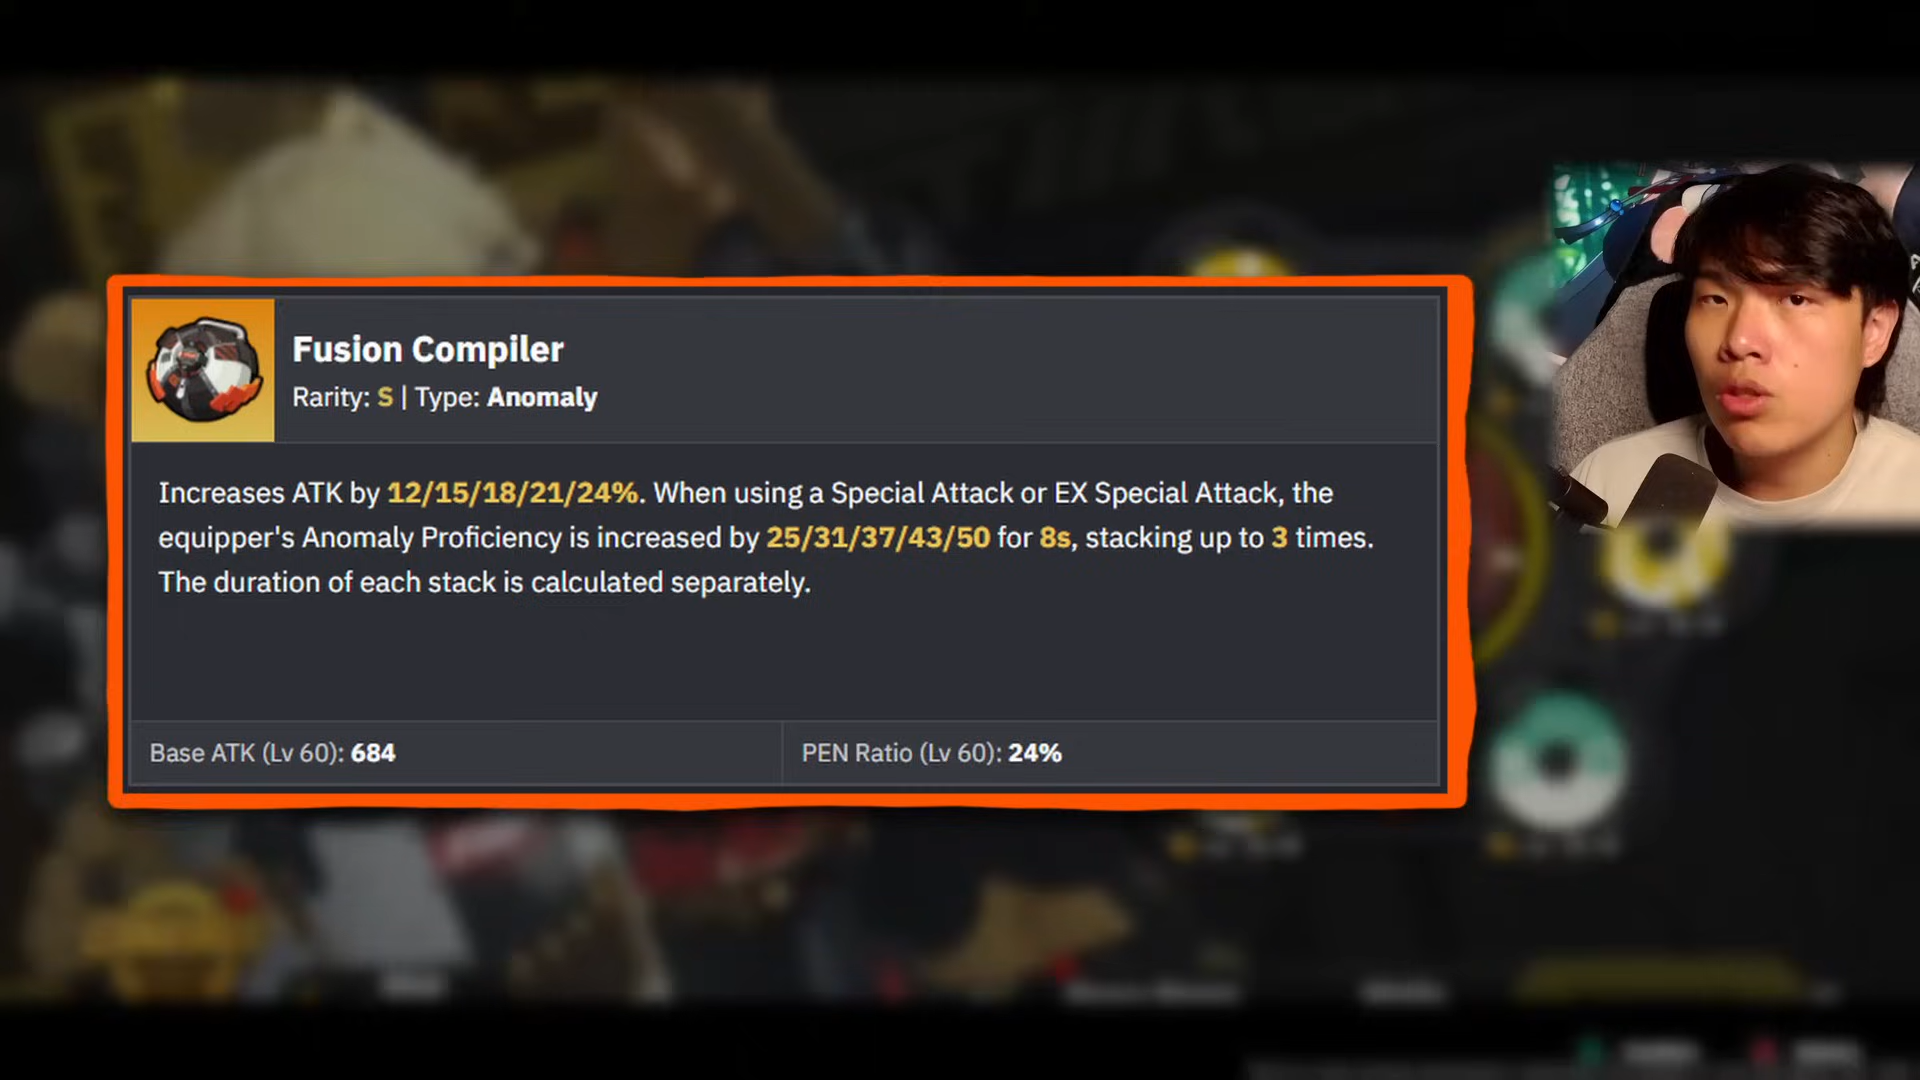 Fusion Compiler
Rarity: S | Type: Anomaly
Increases ATK by 12/15/18/21/24%. When using a Special Attack or EX Special Attack, the
equipper's Anomaly Proficiency is increased by 25/31/37/43/50 for 8s, stacking up to 3 times.
The duration of each stack is calculated separately.
Base ATK (Lv 60): 684
PEN Ratio (Lv 60): 24%